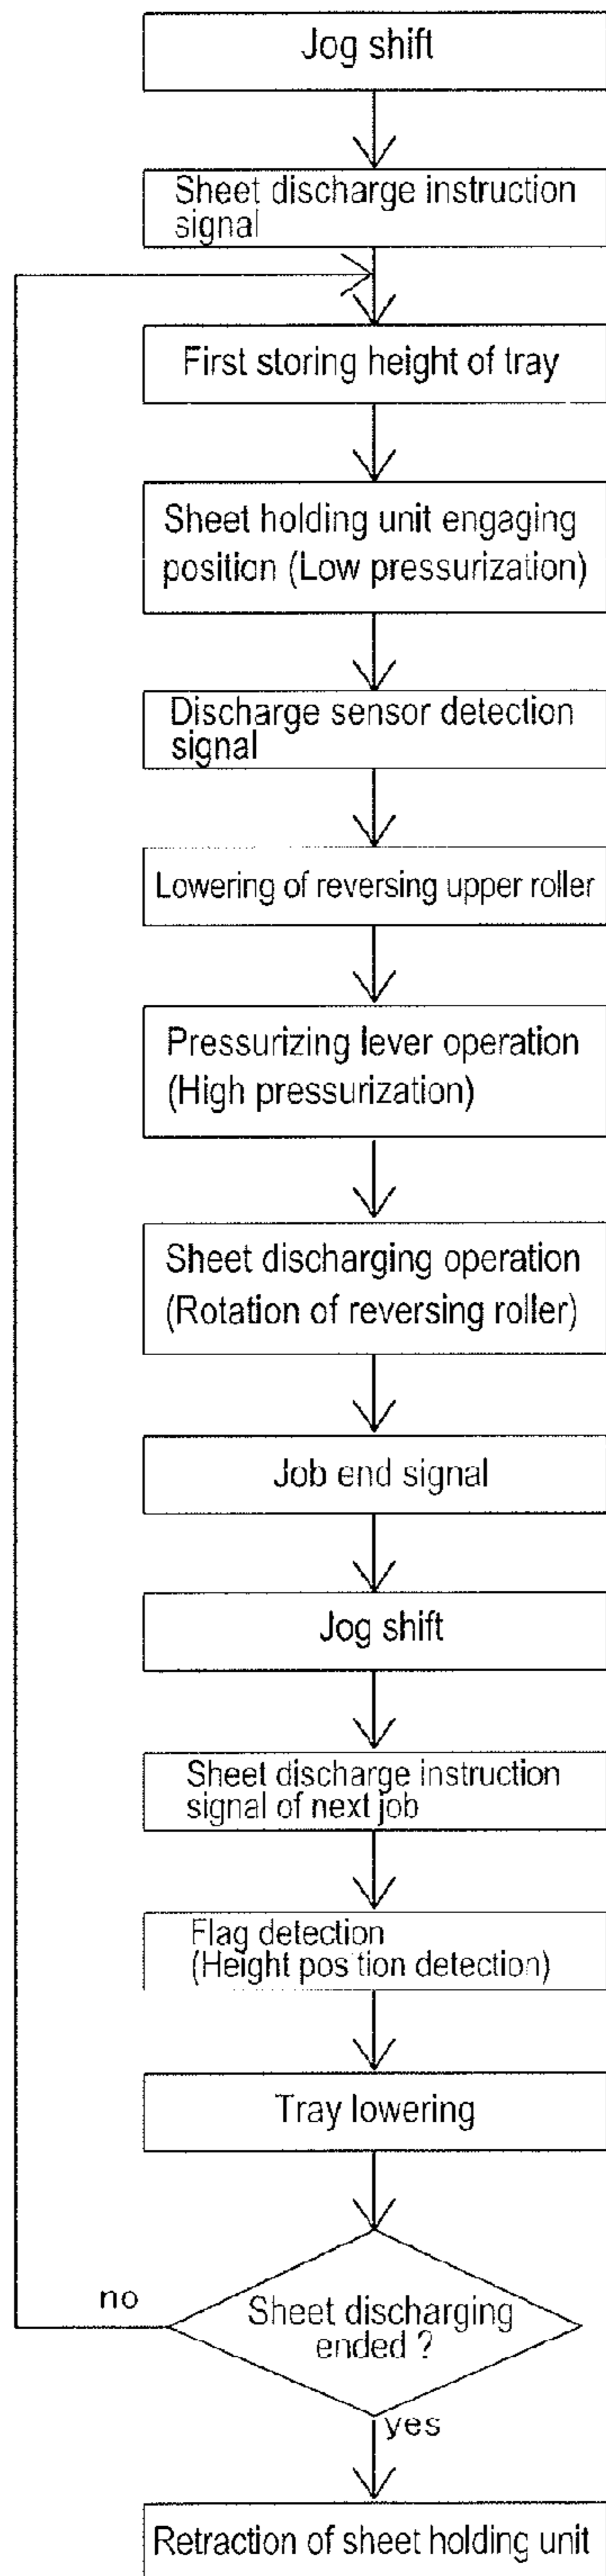 Jog shift
Sheet discharge instruction
signal
First storing height of tray
Sheet holding unit engaging
position (Low pressurization)
Discharge sensor detection
signal
Lowering of reversing upper roller
Pressurizing lever operation
(High pressurization)
Sheet discharging operation
(Rotation of reversing roller)
Job end signal
Jog shift
Sheet discharge instruction
signal of next job
Flag detection
(Height position detection)
Tray lowering
Sheet discharging
ended ?
no
yes
Retraction of sheet holding unit